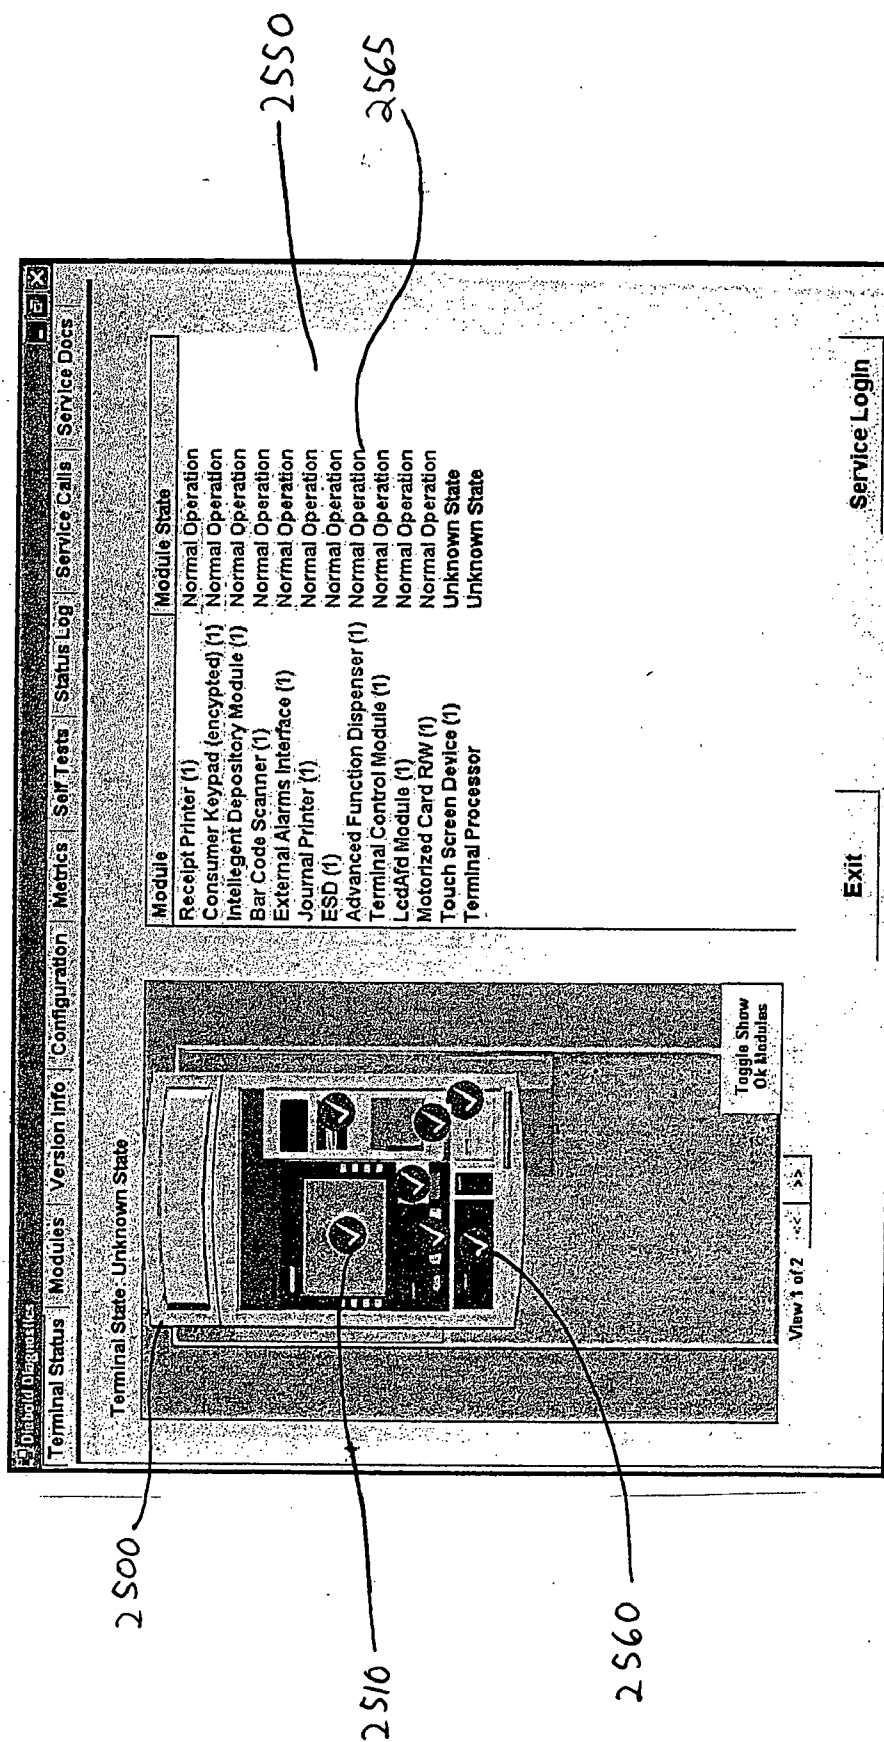 Diebold Diagnostics
Terminal Status Modules Version Info Configuration Metrics Self Tests Status Log Service Calls Service Docs
Terminal State: Unknown State
Toggle Show
Ok Modules
View 1 of 2 << >>
Module Module State
Receipt Printer (1) Normal Operation
Consumer Keypad (encypted) (1) Normal Operation
Intellegent Depository Module (1) Normal Operation
Bar Code Scanner (1) Normal Operation
External Alarms Interface (1) Normal Operation
Journal Printer (1) Normal Operation
ESD (1) Normal Operation
Advanced Function Dispenser (1) Normal Operation
Terminal Control Module (1) Normal Operation
LcdAfd Module (1) Normal Operation
Motorized Card R/W (1) Normal Operation
Touch Screen Device (1) Unknown State
Terminal Processor Unknown State
Exit Service Login
2500
2510
2560
2550
2565